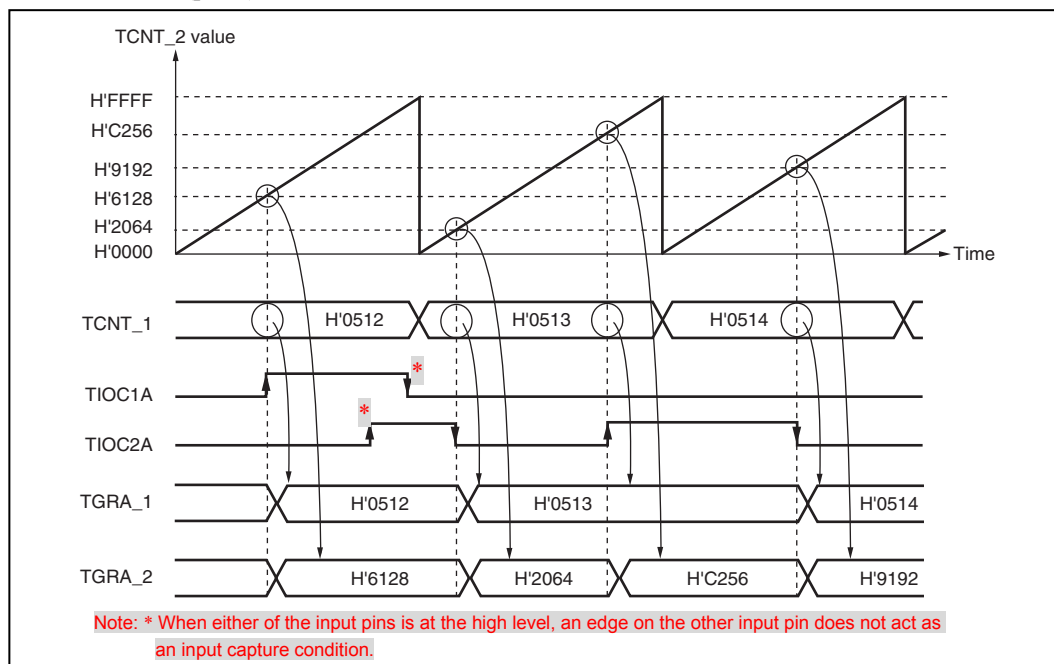 TCNT_2 value
H'FFFF
H'C256
H'9192
H'6128
H'2064
H'0000
Time
TCNT_1 H'0512 H'0513 H'0514
TIOC1A *
TIOC2A *
TGRA_1 H'0512 H'0513 H'0514
TGRA_2 H'6128 H'2064 H'C256 H'9192
Note: * When either of the input pins is at the high level, an edge on the other input pin does not act as
an input capture condition.